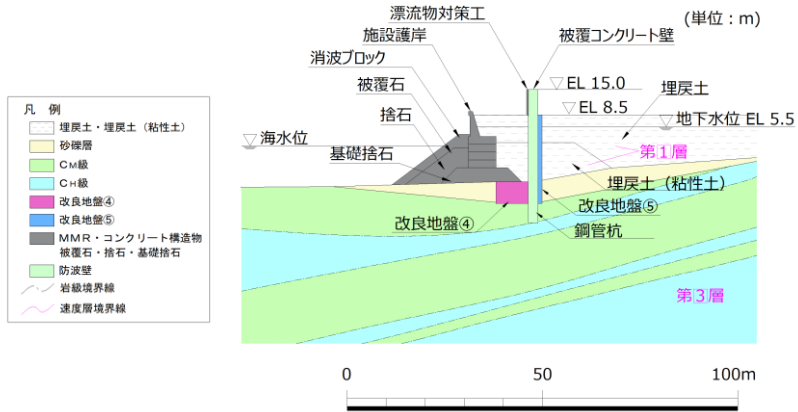 漂流物対策工
(単位:m)
施設護岸
被覆コンクリート壁
消波ブロック
EL 15.0
埋戻土
被覆石
EL 8.5
地下水位 EL 5.5
捨石
海水位
第1層
基礎捨石
埋戻土(粘性土)
改良地盤⑤
改良地盤④
鋼管杭
第3層
凡 例
埋戻土・埋戻土(粘性土)
砂礫層
CM級
CH級
改良地盤④
改良地盤⑤
MMR・コンクリート構造物
被覆石・捨石・基礎捨石
防波壁
岩級境界線
速度層境界線
0 50 100m